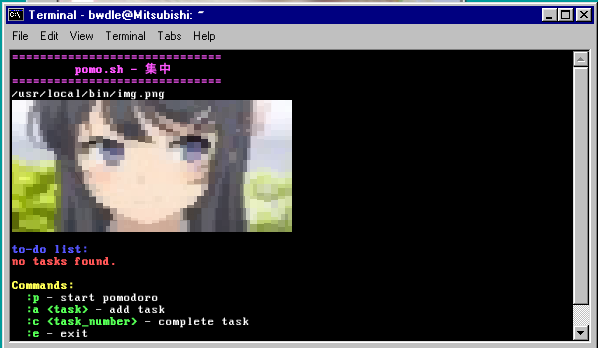 Terminal - bwdle@Mitsubishi: ~
File Edit View Terminal Tabs Help
==============================
pomo.sh - 集中
==============================
/usr/local/bin/img.png
to-do list:
no tasks found.
Commands:
:p - start pomodoro
:a <task> - add task
:c <task_number> - complete task
:e - exit